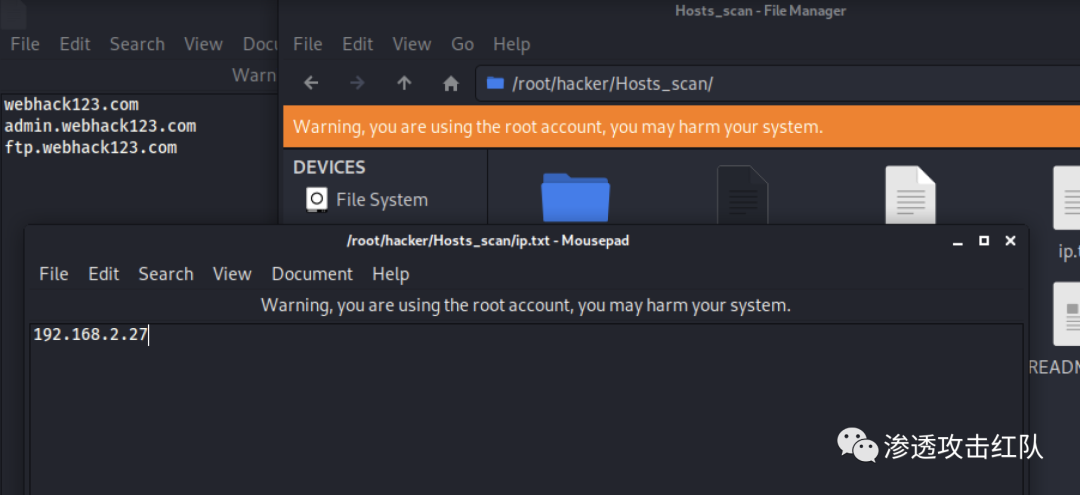 Hosts_scan - File Manager
File Edit Search View Docu
File Edit View Go Help
Warn
/root/hacker/Hosts_scan/
webhack123.com
admin.webhack123.com
ftp.webhack123.com
Warning, you are using the root account, you may harm your system.
DEVICES
File System
/root/hacker/Hosts_scan/ip.txt - Mousepad
ip.t
File Edit Search View Document Help
Warning, you are using the root account, you may harm your system.
192.168.2.27
READM
渗透攻击红队